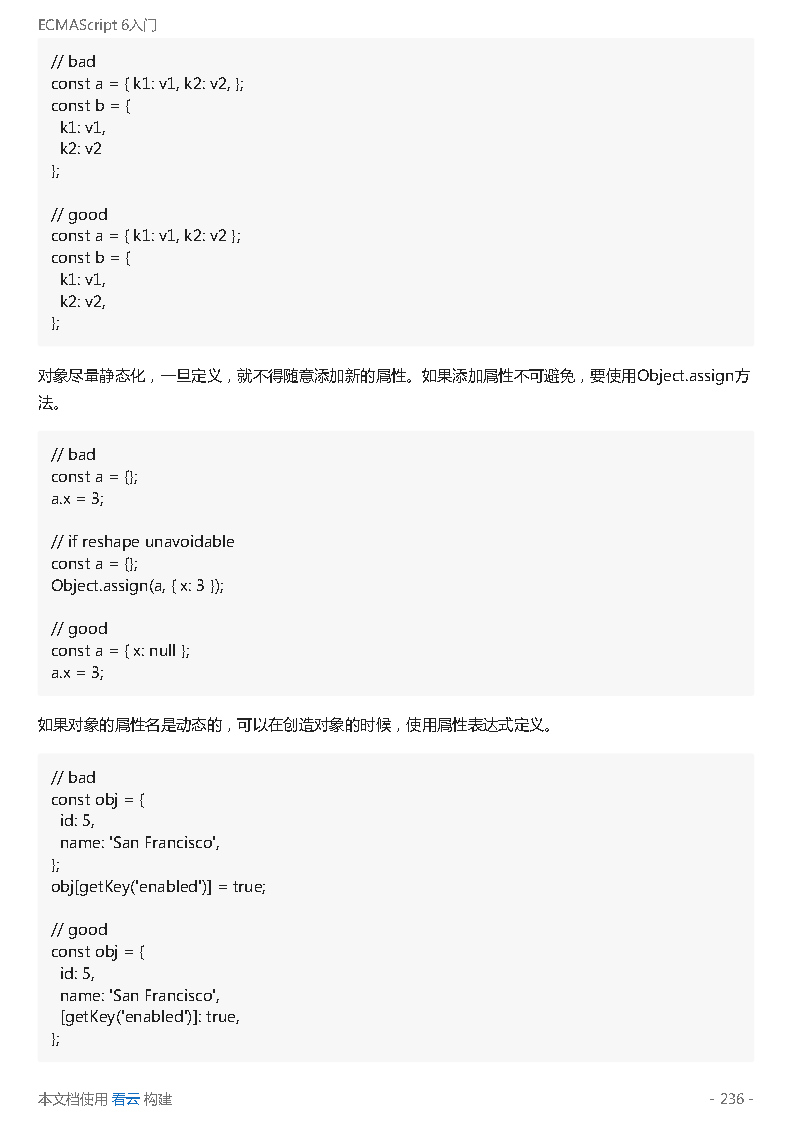 ECMAScript 6入门
// bad
const a = { k1: v1, k2: v2, };
const b = {
  k1: v1,
  k2: v2
};

// good
const a = { k1: v1, k2: v2 };
const b = {
  k1: v1,
  k2: v2,
};
对象尽量静态化，一旦定义，就不得随意添加新的属性。如果添加属性不可避免，要使用Object.assign方
法。
// bad
const a = {};
a.x = 3;

// if reshape unavoidable
const a = {};
Object.assign(a, { x: 3 });

// good
const a = { x: null };
a.x = 3;
如果对象的属性名是动态的，可以在创造对象的时候，使用属性表达式定义。
// bad
const obj = {
  id: 5,
  name: 'San Francisco',
};
obj[getKey('enabled')] = true;

// good
const obj = {
  id: 5,
  name: 'San Francisco',
  [getKey('enabled')]: true,
};
本文档使用 看云 构建
- 236 -